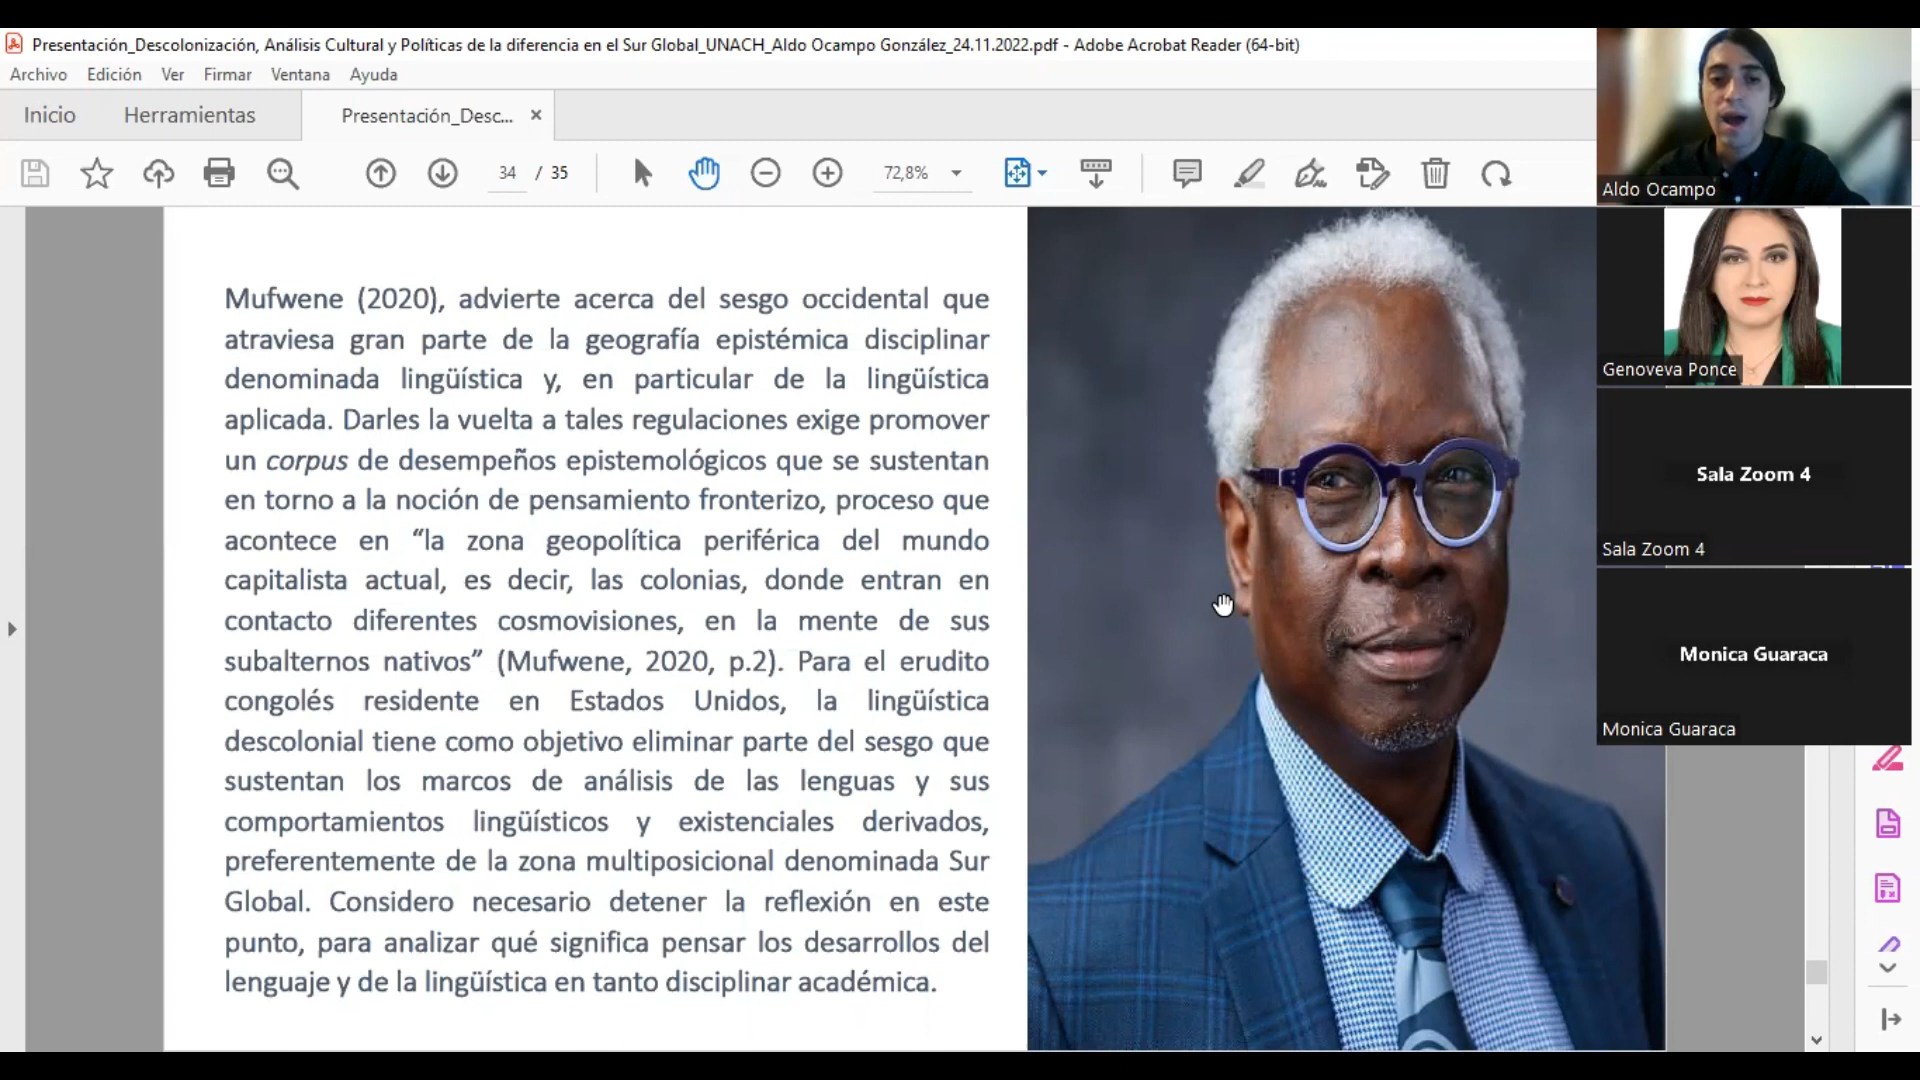 Presentación_Descolonización, Análisis Cultural y Políticas de la diferencia en el Sur Global_UNACH_Aldo Ocampo González_24.11.2022.pdf - Adobe Acrobat Reader (64-bit)
Archivo Edición Ver Firmar Ventana Ayuda
Inicio Herramientas Presentación_Desc... ×
34 / 35 72,8%
Mufwene (2020), advierte acerca del sesgo occidental que
atraviesa gran parte de la geografía epistémica disciplinar
denominada lingüística y, en particular de la lingüística
aplicada. Darles la vuelta a tales regulaciones exige promover
un corpus de desempeños epistemológicos que se sustentan
en torno a la noción de pensamiento fronterizo, proceso que
acontece en “la zona geopolítica periférica del mundo
capitalista actual, es decir, las colonias, donde entran en
contacto diferentes cosmovisiones, en la mente de sus
subalternos nativos” (Mufwene, 2020, p.2). Para el erudito
congolés residente en Estados Unidos, la lingüística
descolonial tiene como objetivo eliminar parte del sesgo que
sustentan los marcos de análisis de las lenguas y sus
comportamientos lingüísticos y existenciales derivados,
preferentemente de la zona multiposicional denominada Sur
Global. Considero necesario detener la reflexión en este
punto, para analizar qué significa pensar los desarrollos del
lenguaje y de la lingüística en tanto disciplinar académica.
Aldo Ocampo
Genoveva Ponce
Sala Zoom 4
Sala Zoom 4
Monica Guaraca
Monica Guaraca